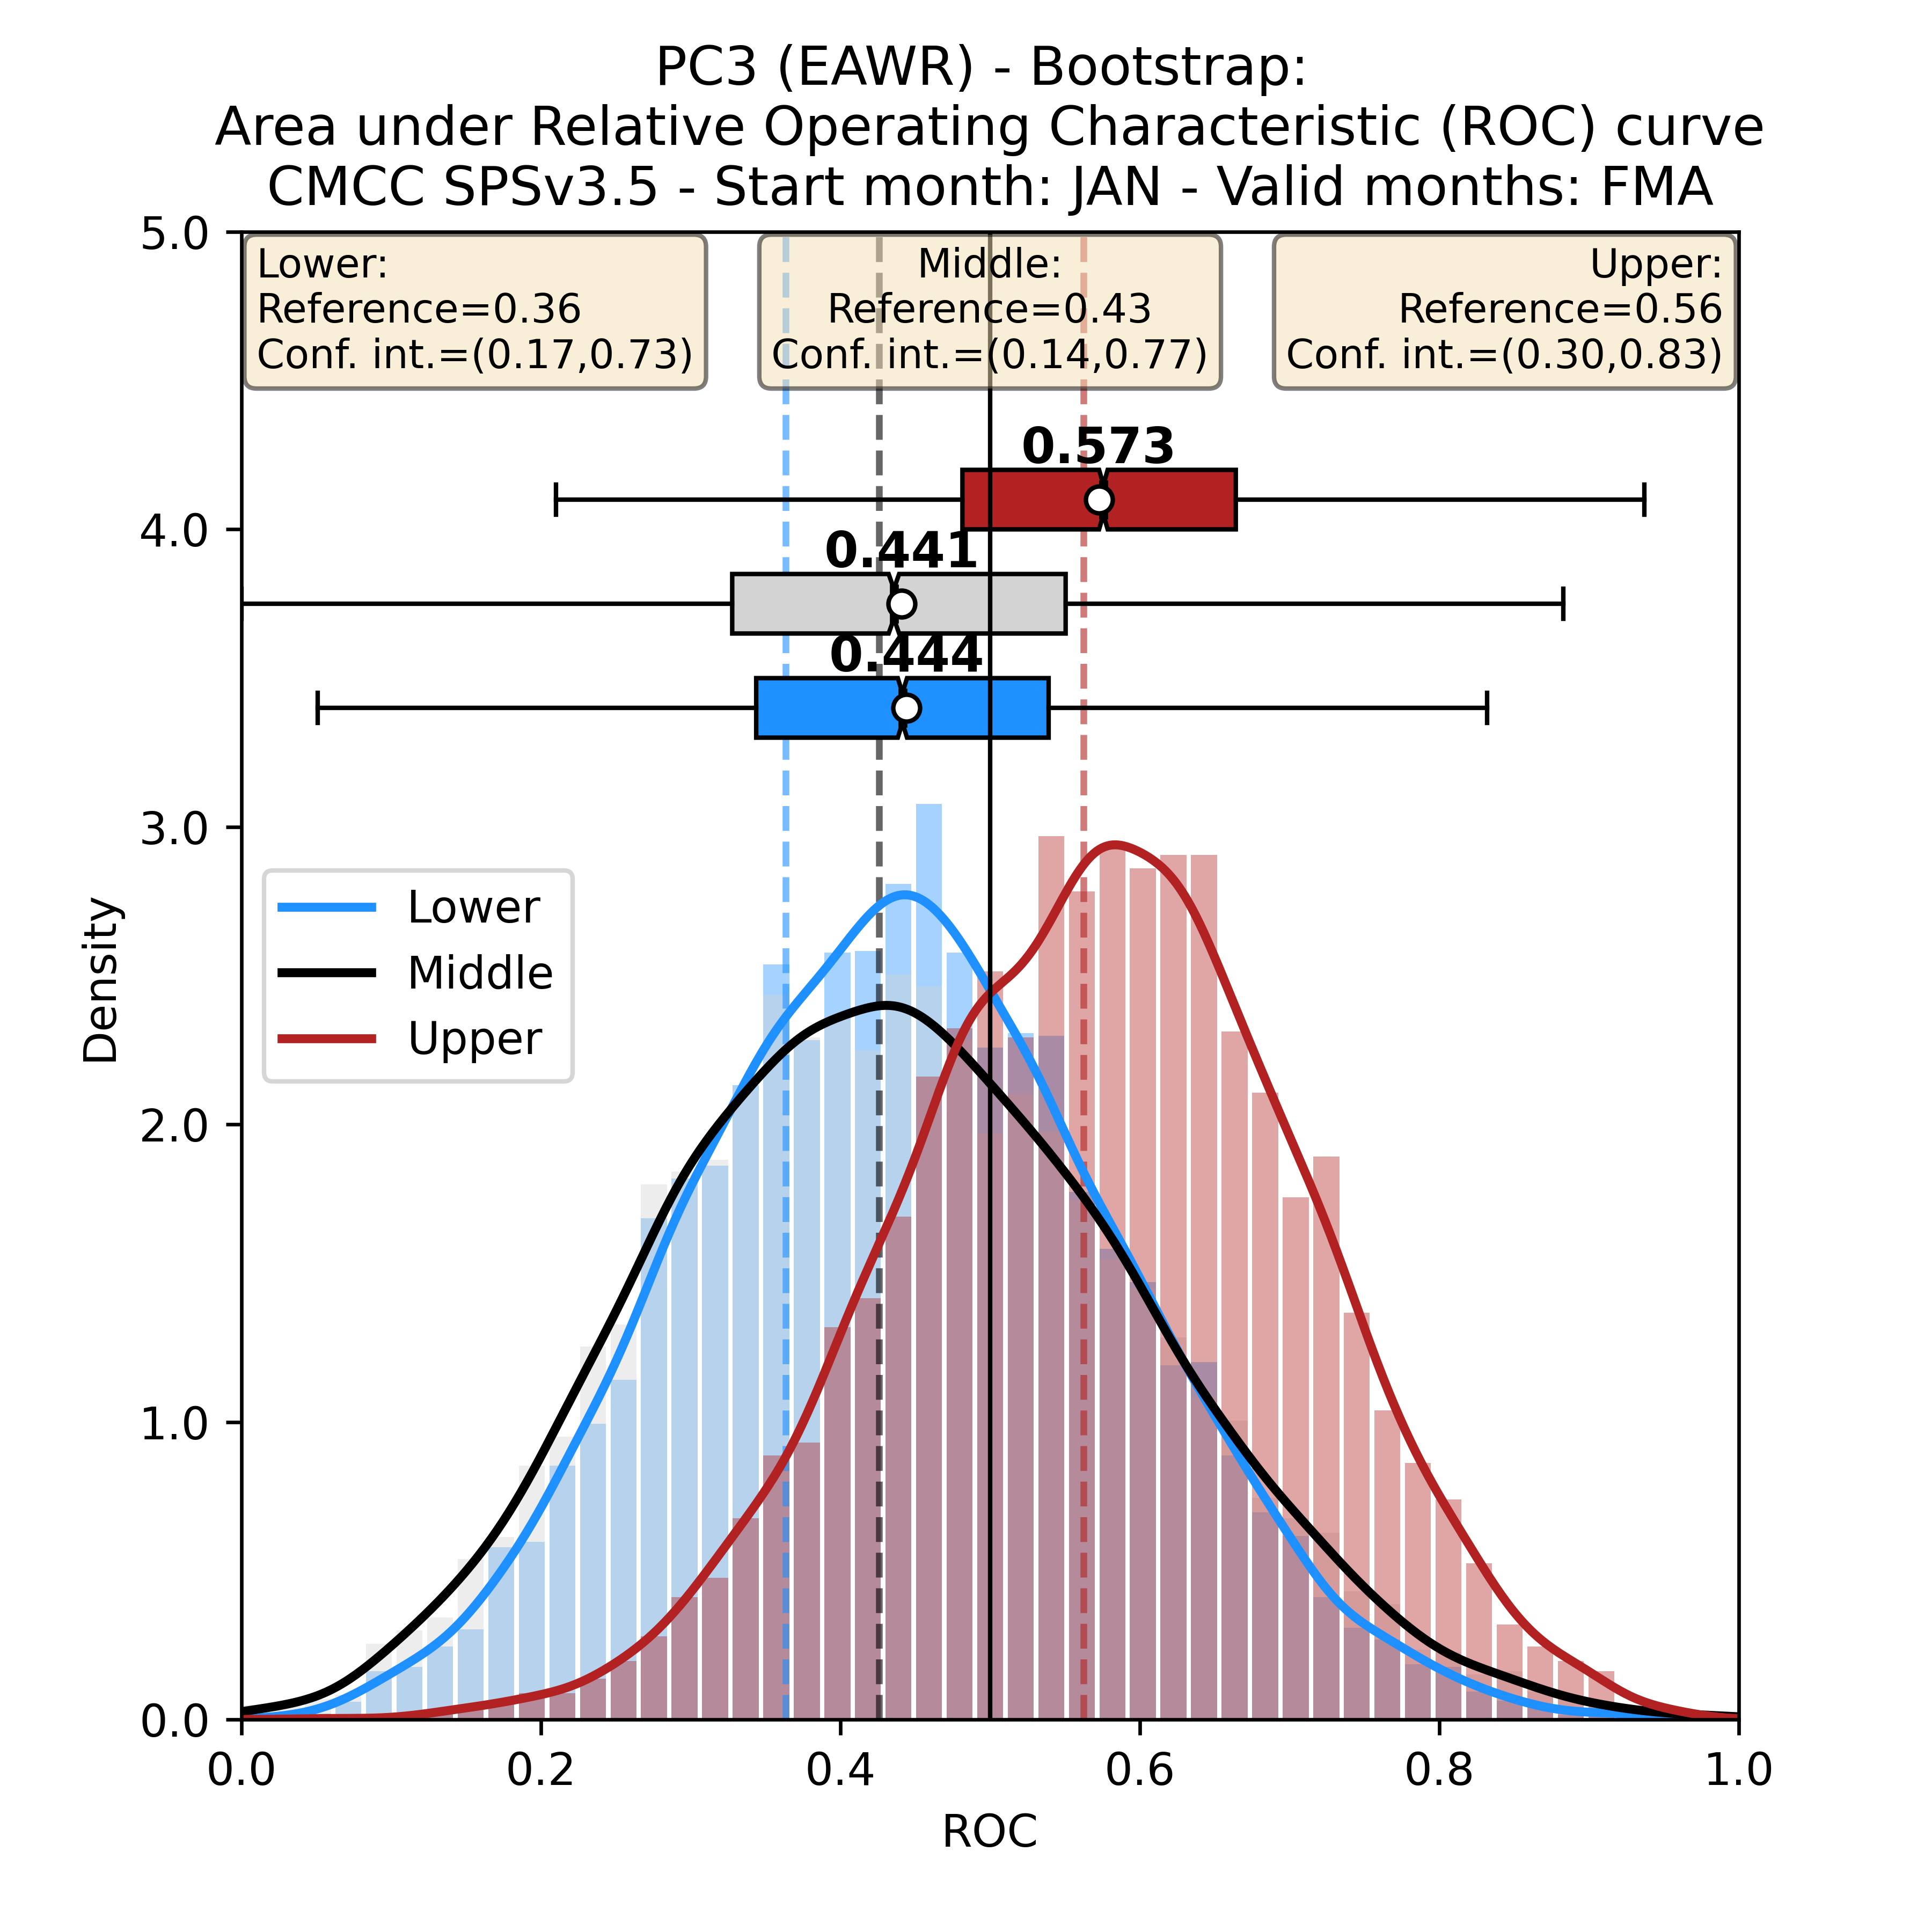 PC3 (EAWR) - Bootstrap:
Area under Relative Operating Characteristic (ROC) curve
CMCC SPSv3.5 - Start month: JAN - Valid months: FMA
Lower:
Reference=0.36
Conf. int.=(0.17,0.73)
Middle:
Reference=0.43
Conf. int.=(0.14,0.77)
Upper:
Reference=0.56
Conf. int.=(0.30,0.83)
0.573
0.441
0.444
Lower
Middle
Upper
Density
5.0
4.0
3.0
2.0
1.0
0.0
0.0
0.2
0.4
0.6
0.8
1.0
ROC